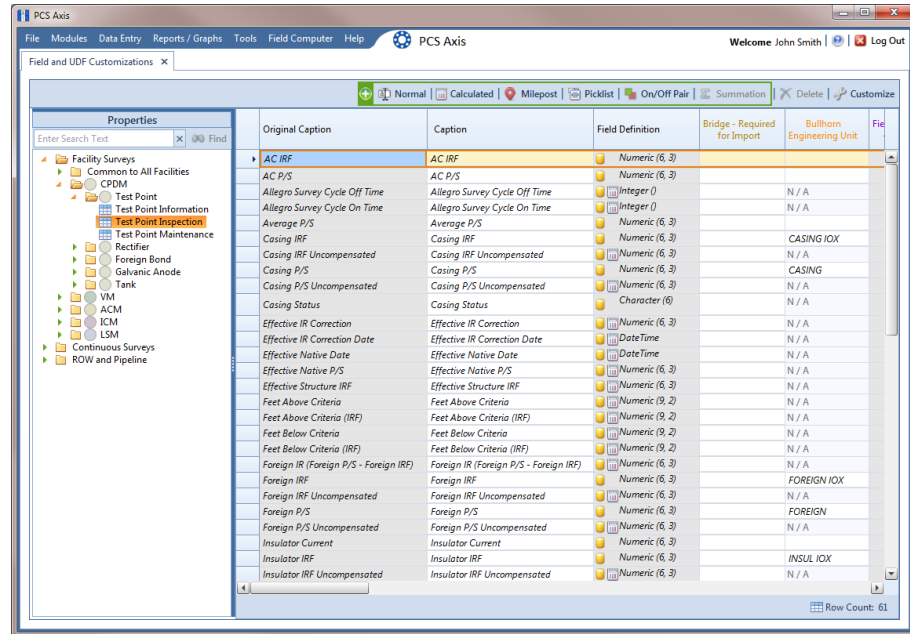 PCS Axis
File Modules Data Entry Reports / Graphs Tools Field Computer Help PCS Axis Welcome John Smith | Log Out
Field and UDF Customizations
Normal | Calculated | Milepost | Picklist | On/Off Pair | Summation | Delete | Customize
Properties
Enter Search Text Find
Facility Surveys
Common to All Facilities
CPDM
Test Point
Test Point Information
Test Point Inspection
Test Point Maintenance
Rectifier
Foreign Bond
Galvanic Anode
Tank
VM
ACM
ICM
LSM
Continuous Surveys
ROW and Pipeline
Original Caption Caption Field Definition Bridge - Required for Import Bullhorn Engineering Unit Fie
AC IRF AC IRF Numeric (6, 3)
AC P/S AC P/S Numeric (6, 3)
Allegro Survey Cycle Off Time Allegro Survey Cycle Off Time Integer () N / A
Allegro Survey Cycle On Time Allegro Survey Cycle On Time Integer () N / A
Average P/S Average P/S Numeric (6, 3)
Casing IRF Casing IRF Numeric (6, 3) CASING IOX
Casing IRF Uncompensated Casing IRF Uncompensated Numeric (6, 3) N / A
Casing P/S Casing P/S Numeric (6, 3) CASING
Casing P/S Uncompensated Casing P/S Uncompensated Numeric (6, 3) N / A
Casing Status Casing Status Character (6) N / A
Effective IR Correction Effective IR Correction Numeric (6, 3) N / A
Effective IR Correction Date Effective IR Correction Date DateTime N / A
Effective Native Date Effective Native Date DateTime N / A
Effective Native P/S Effective Native P/S Numeric (6, 3) N / A
Effective Structure IRF Effective Structure IRF Numeric (6, 3) N / A
Feet Above Criteria Feet Above Criteria Numeric (9, 2) N / A
Feet Above Criteria (IRF) Feet Above Criteria (IRF) Numeric (9, 2) N / A
Feet Below Criteria Feet Below Criteria Numeric (9, 2) N / A
Feet Below Criteria (IRF) Feet Below Criteria (IRF) Numeric (9, 2) N / A
Foreign IR (Foreign P/S - Foreign IRF) Foreign IR (Foreign P/S - Foreign IRF) Numeric (6, 3) N / A
Foreign IRF Foreign IRF Numeric (6, 3) FOREIGN IOX
Foreign IRF Uncompensated Foreign IRF Uncompensated Numeric (6, 3) N / A
Foreign P/S Foreign P/S Numeric (6, 3) FOREIGN
Foreign P/S Uncompensated Foreign P/S Uncompensated Numeric (6, 3) N / A
Insulator Current Insulator Current Numeric (6, 3)
Insulator IRF Insulator IRF Numeric (6, 3) INSUL IOX
Insulator IRF Uncompensated Insulator IRF Uncompensated Numeric (6, 3) N / A
Row Count: 61